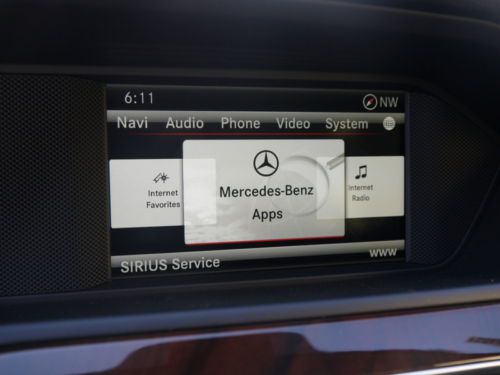 6:11 NW
Navi Audio Phone Video System
Internet Favorites
Mercedes-Benz Apps
Internet Radio
SIRIUS Service WWW